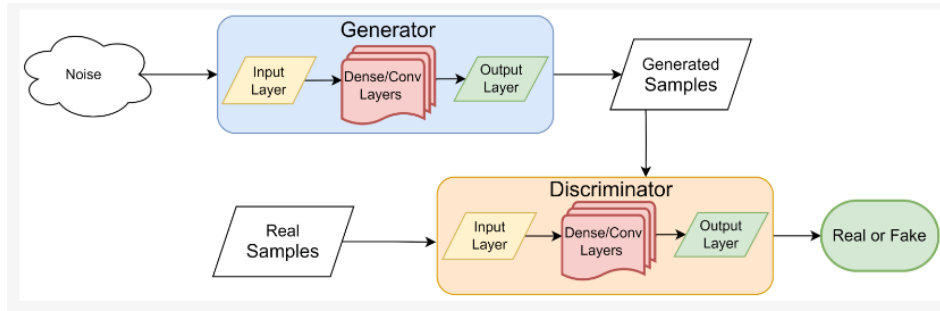 Generator
Noise
Input
Layer
Dense/Conv
Layers
Output
Layer
Generated
Samples
Discriminator
Real
Samples
Input
Layer
Dense/Conv
Layers
Output
Layer
Real or Fake